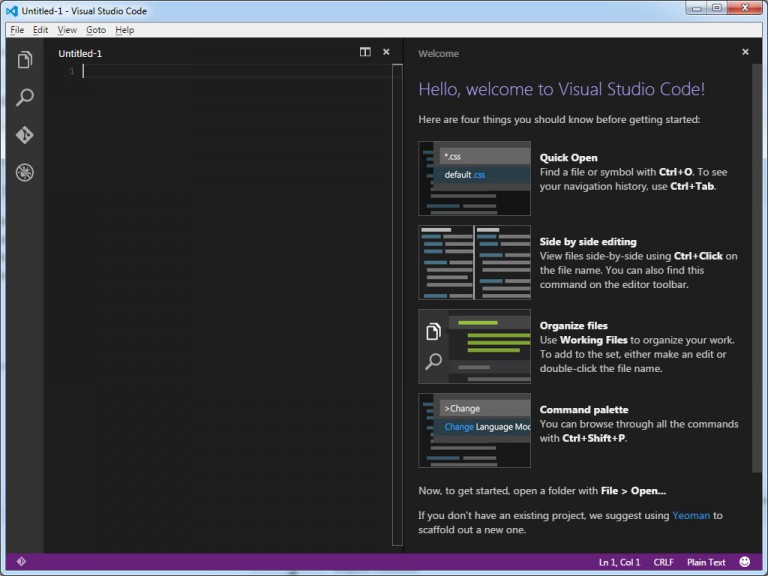 Untitled-1 - Visual Studio Code
File Edit View Goto Help
Untitled-1
1
Welcome
Hello, welcome to Visual Studio Code!
Here are four things you should know before getting started:
*.css
default.css
Quick Open
Find a file or symbol with Ctrl+O. To see
your navigation history, use Ctrl+Tab.
Side by side editing
View files side-by-side using Ctrl+Click on
the file name. You can also find this
command on the editor toolbar.
Organize files
Use Working Files to organize your work.
To add to the set, either make an edit or
double-click the file name.
>Change
Change Language Mod
Command palette
You can browse through all the commands
with Ctrl+Shift+P.
Now, to get started, open a folder with File > Open...
If you don't have an existing project, we suggest using Yeoman to
scaffold out a new one.
Ln 1, Col 1 CRLF Plain Text